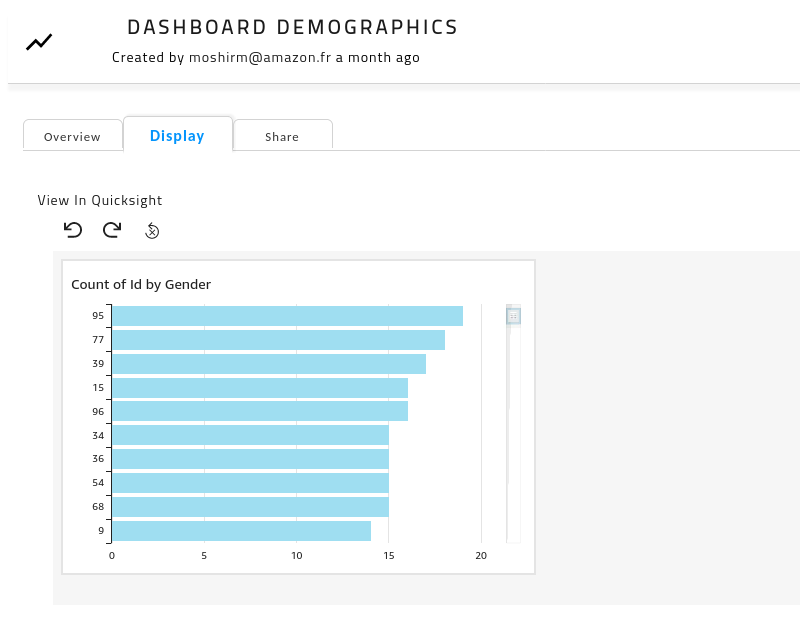 DASHBOARD DEMOGRAPHICS
Created by moshirm@amazon.fr a month ago
Overview
Display
Share
View In Quicksight
Count of Id by Gender
95
77
39
15
96
34
36
54
68
9
0 5 10 15 20